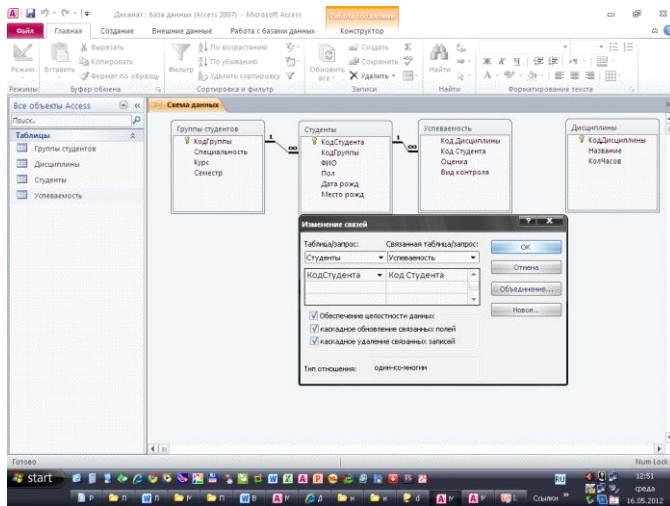 Деканат : база данных (Access 2007) - Microsoft Access
Работа со связями
Файл Главная Создание Внешние данные Работа с базами данных Конструктор
Режим
Режимы
Вставить
Вырезать
Копировать
Формат по образцу
Буфер обмена
Фильтр
По возрастанию
По убыванию
Удалить сортировку
Сортировка и фильтр
Обновить все
Создать
Сохранить
Удалить
Записи
Найти
Найти
Ж К Ч
Форматирование текста
Все объекты Access
Поиск..
Таблицы
Группы студентов
Дисциплины
Студенты
Успеваемость
Схема данных
Группы студентов
КодГруппы
Специальность
Курс
Семестр
1
∞
Студенты
КодСтудента
КодГруппы
ФИО
Пол
Дата рожд
Место рожд
1
∞
Успеваемость
Код Дисциплины
Код Студента
Оценка
Вид контроля
Дисциплины
КодДисциплины
Название
КолЧасов
Изменение связей
Таблица/запрос: Связанная таблица/запрос:
Студенты Успеваемость
КодСтудента Код Студента
Обеспечение целостности данных
каскадное обновление связанных полей
каскадное удаление связанных записей
Тип отношения: один-ко-многим
ОК
Отмена
Объединение...
Новое...
Готово Num Lock
start
RU
12:51
среда
16.05.2012
Ссылки